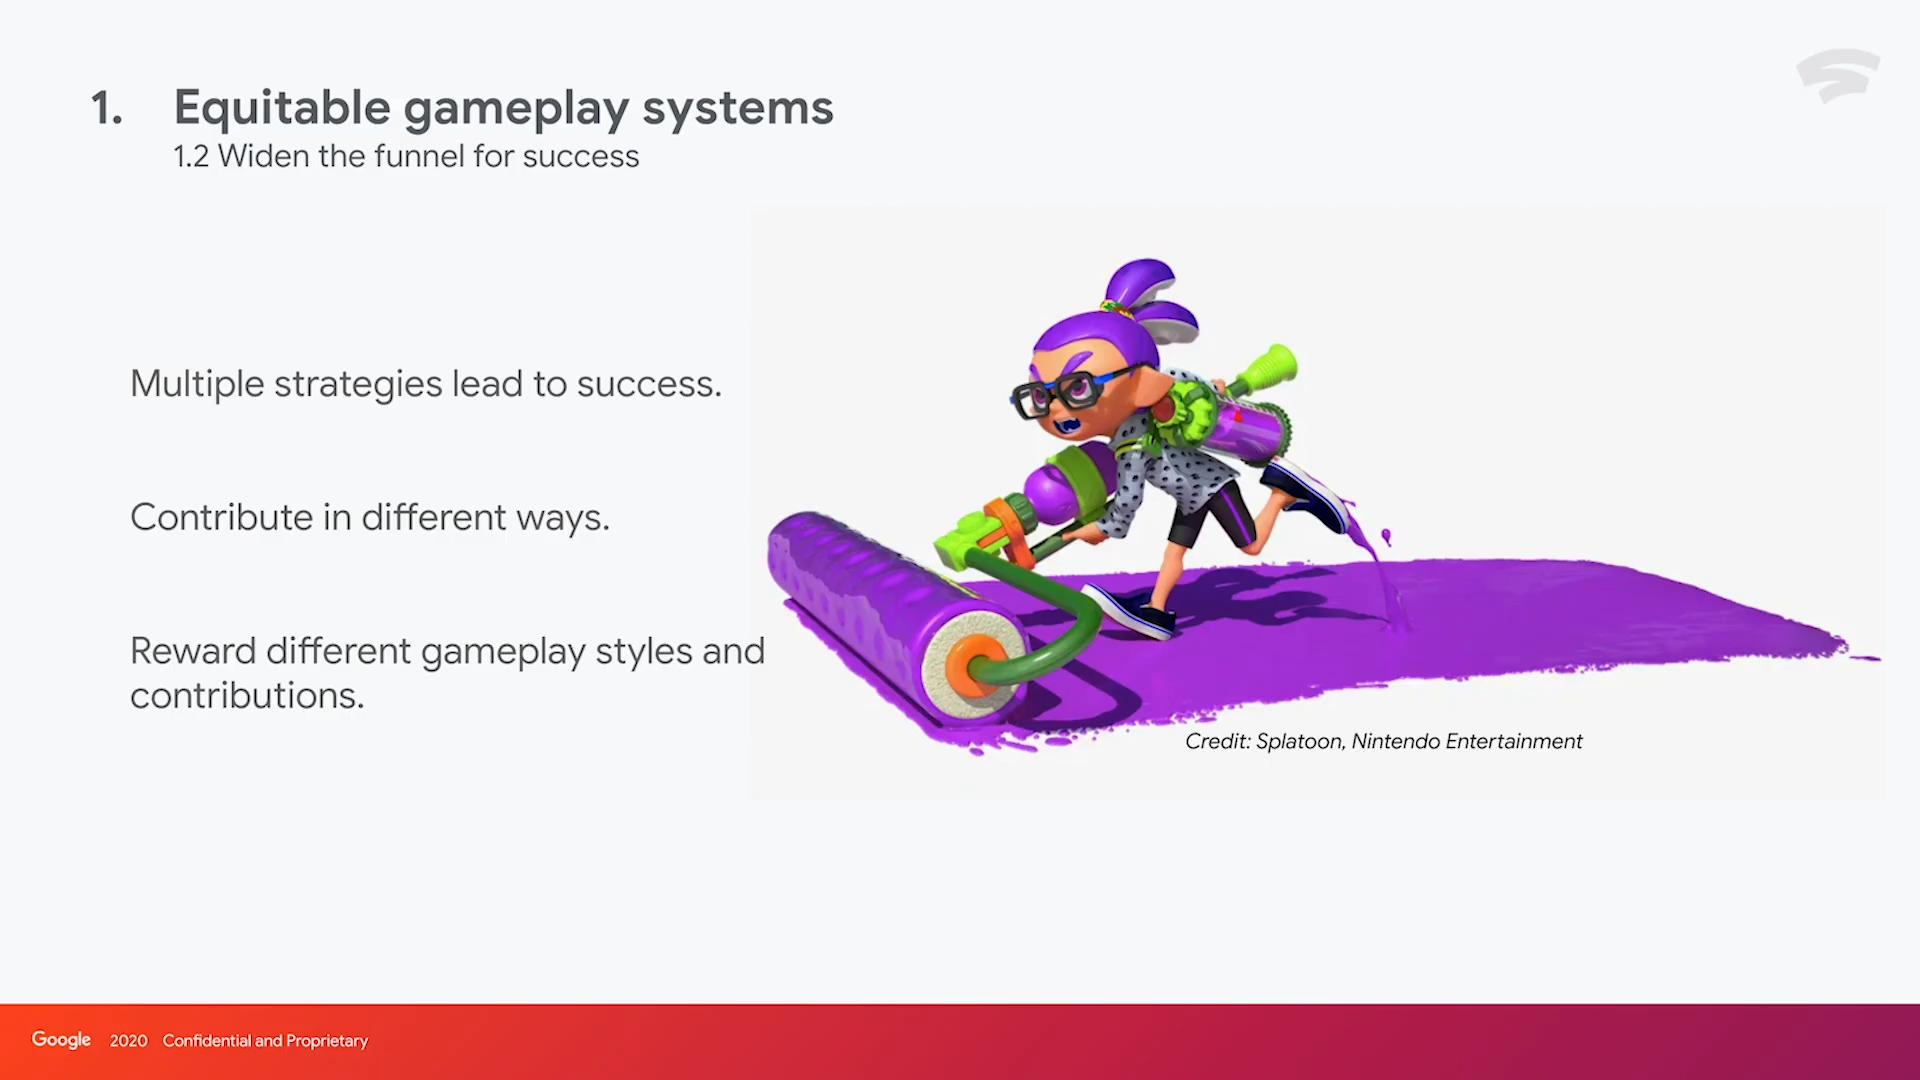 1. Equitable gameplay systems
1.2 Widen the funnel for success
Multiple strategies lead to success.
Contribute in different ways.
Reward different gameplay styles and
contributions.
Credit: Splatoon, Nintendo Entertainment
Google 2020 Confidential and Proprietary